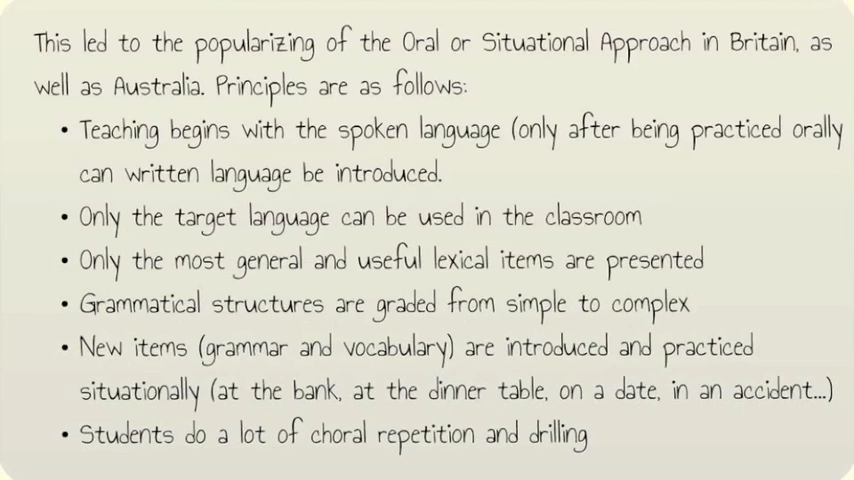 This led to the popularizing of the Oral or Situational Approach in Britain, as
well as Australia. Principles are as follows:
• Teaching begins with the spoken language (only after being practiced orally
can written language be introduced.
• Only the target language can be used in the classroom
• Only the most general and useful lexical items are presented
• Grammatical structures are graded from simple to complex
• New items (grammar and vocabulary) are introduced and practiced
situationally (at the bank, at the dinner table, on a date, in an accident...)
• Students do a lot of choral repetition and drilling